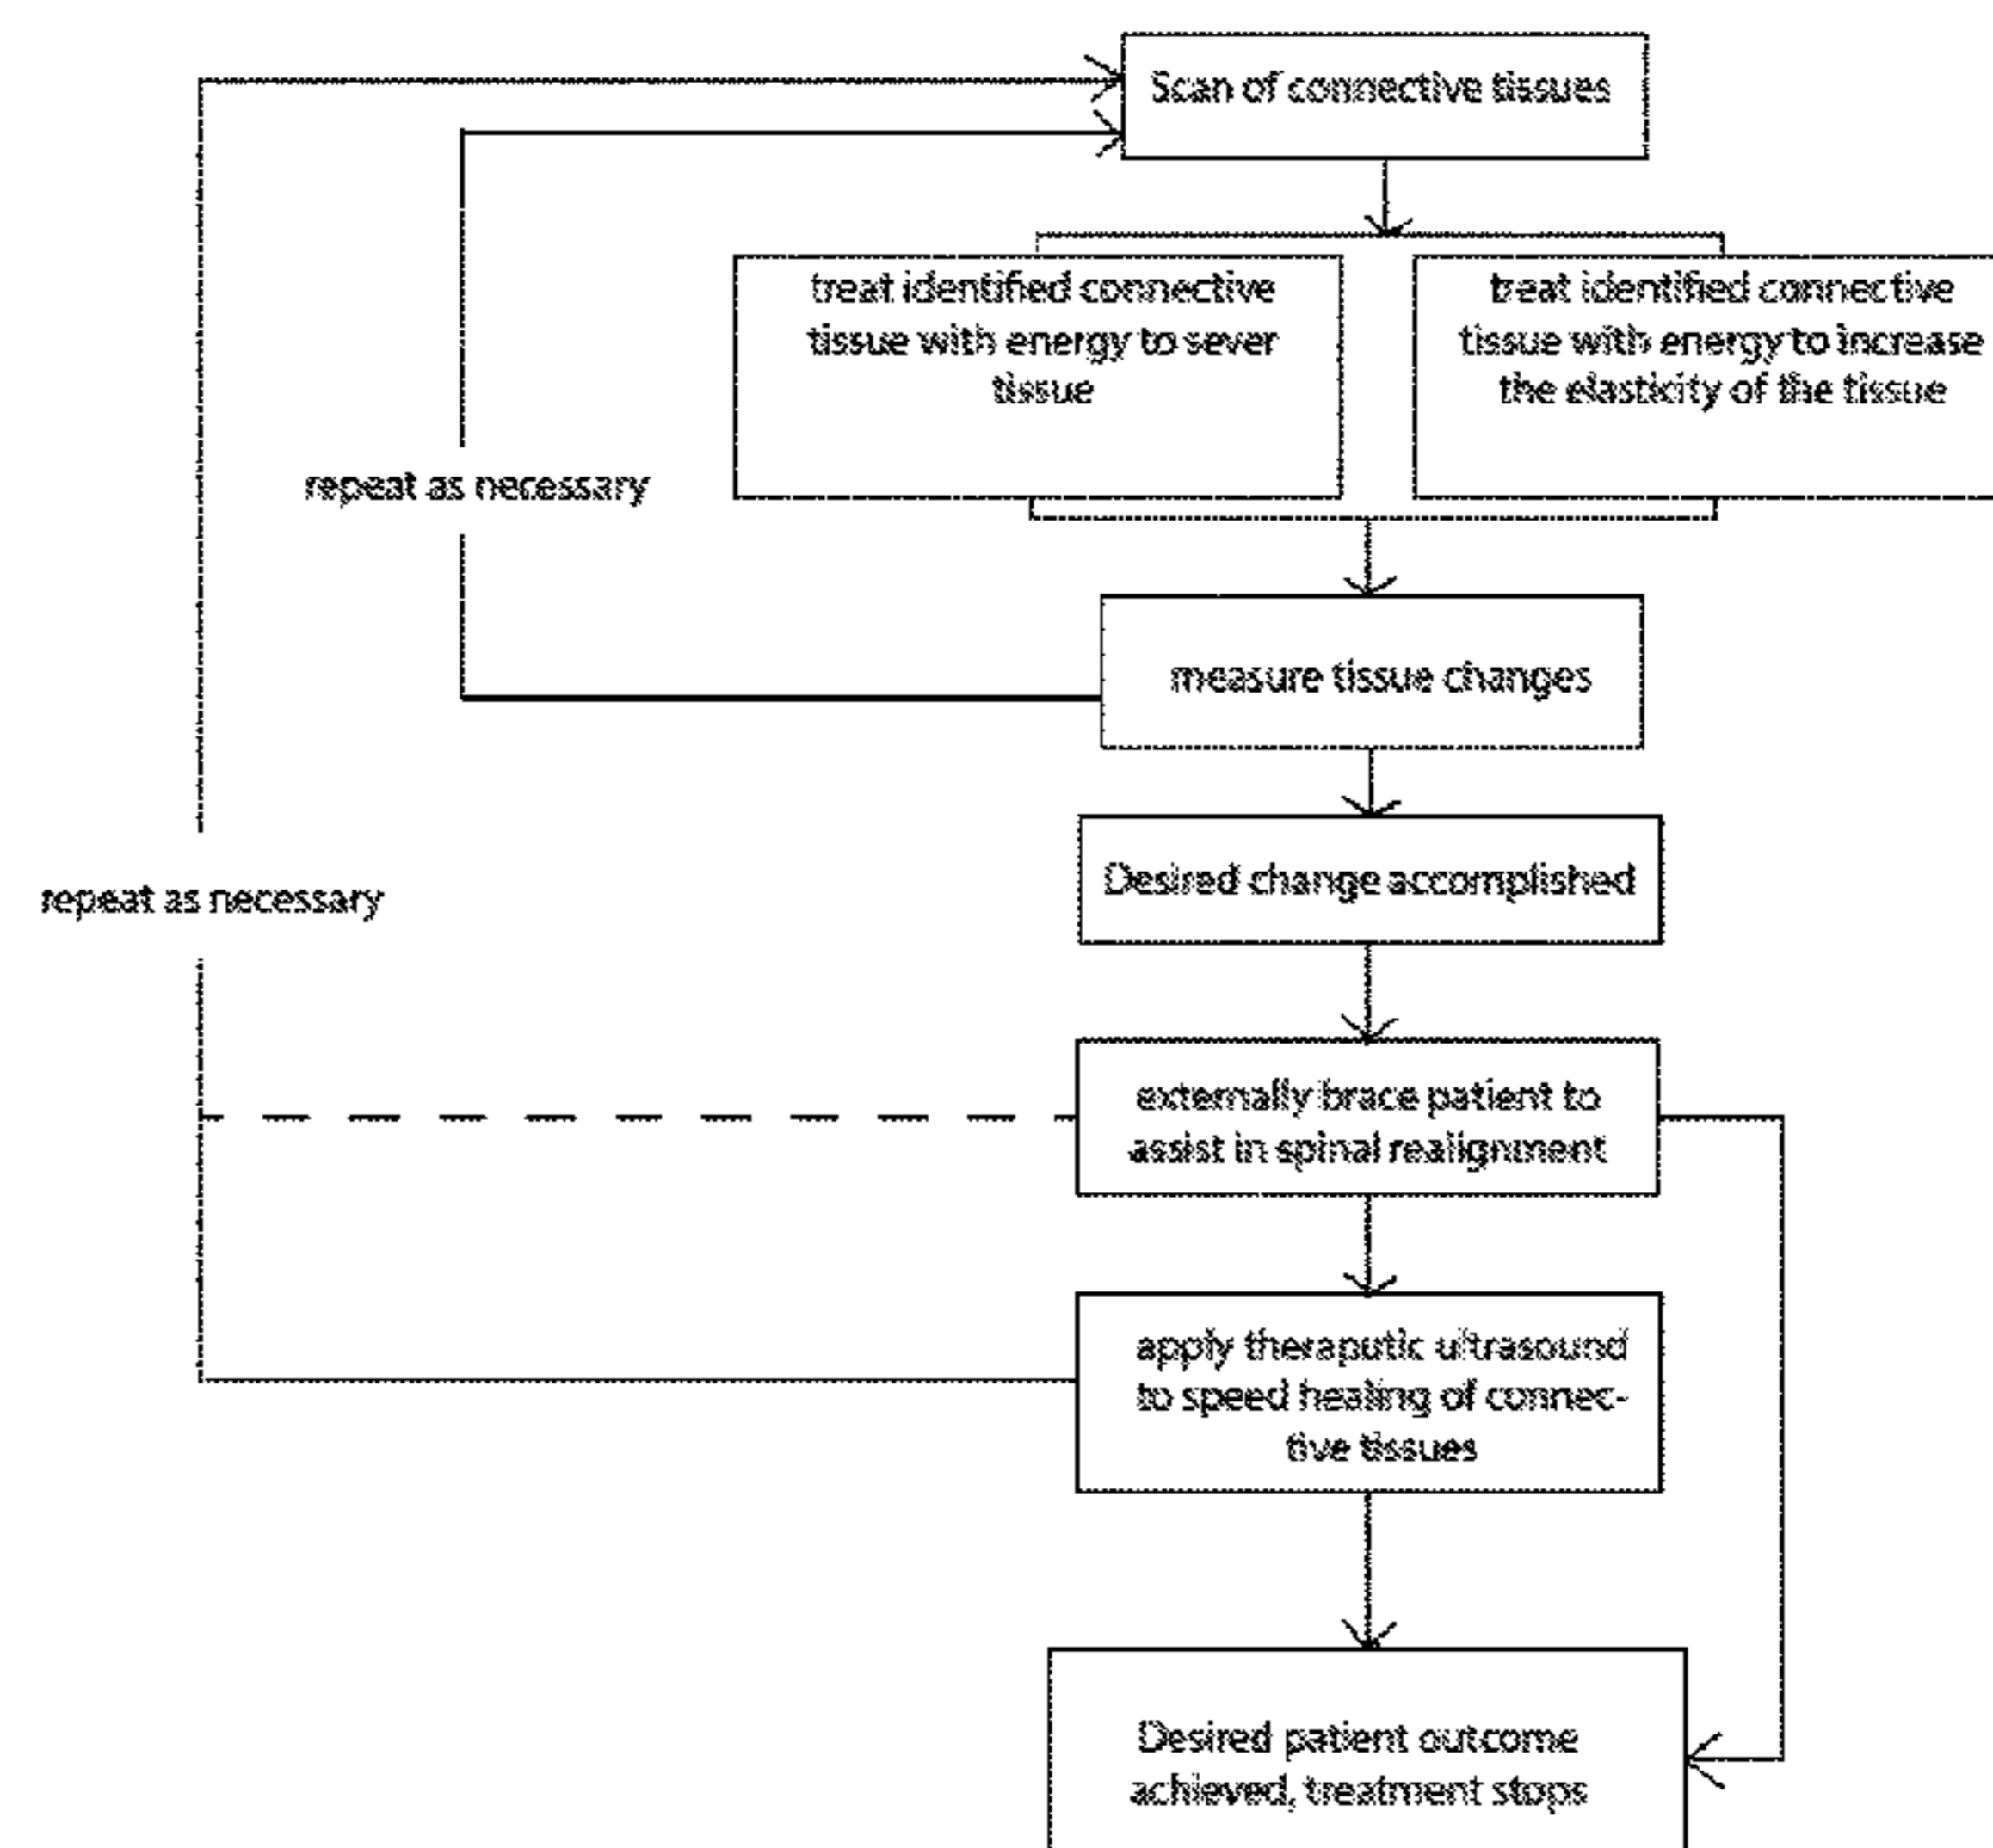 Scan of connective tissues
treat identified connective
tissue with energy to sever
tissue
treat identified connective
tissue with energy to increase
the elasticity of the tissue
repeat as necessary
measure tissue changes
Desired change accomplished
repeat as necessary
externally brace patient to
assist in spinal realignment
apply theraputic ultrasound
to speed healing of connec-
tive tissues
Desired patient outcome
achieved, treatment stops